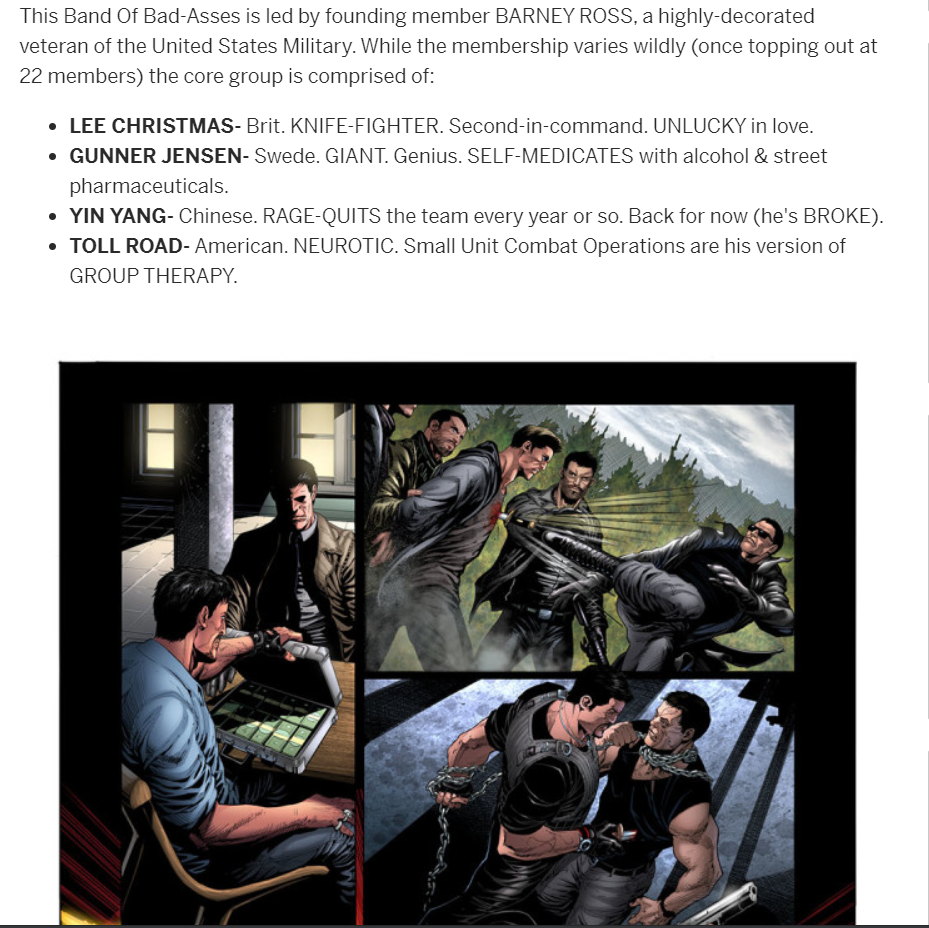 This Band Of Bad-Asses is led by founding member BARNEY ROSS, a highly-decorated
veteran of the United States Military. While the membership varies wildly (once topping out at
22 members) the core group is comprised of:
• LEE CHRISTMAS- Brit. KNIFE-FIGHTER. Second-in-command. UNLUCKY in love.
• GUNNER JENSEN- Swede. GIANT. Genius. SELF-MEDICATES with alcohol & street
pharmaceuticals.
• YIN YANG- Chinese. RAGE-QUITS the team every year or so. Back for now (he's BROKE).
• TOLL ROAD- American. NEUROTIC. Small Unit Combat Operations are his version of
GROUP THERAPY.